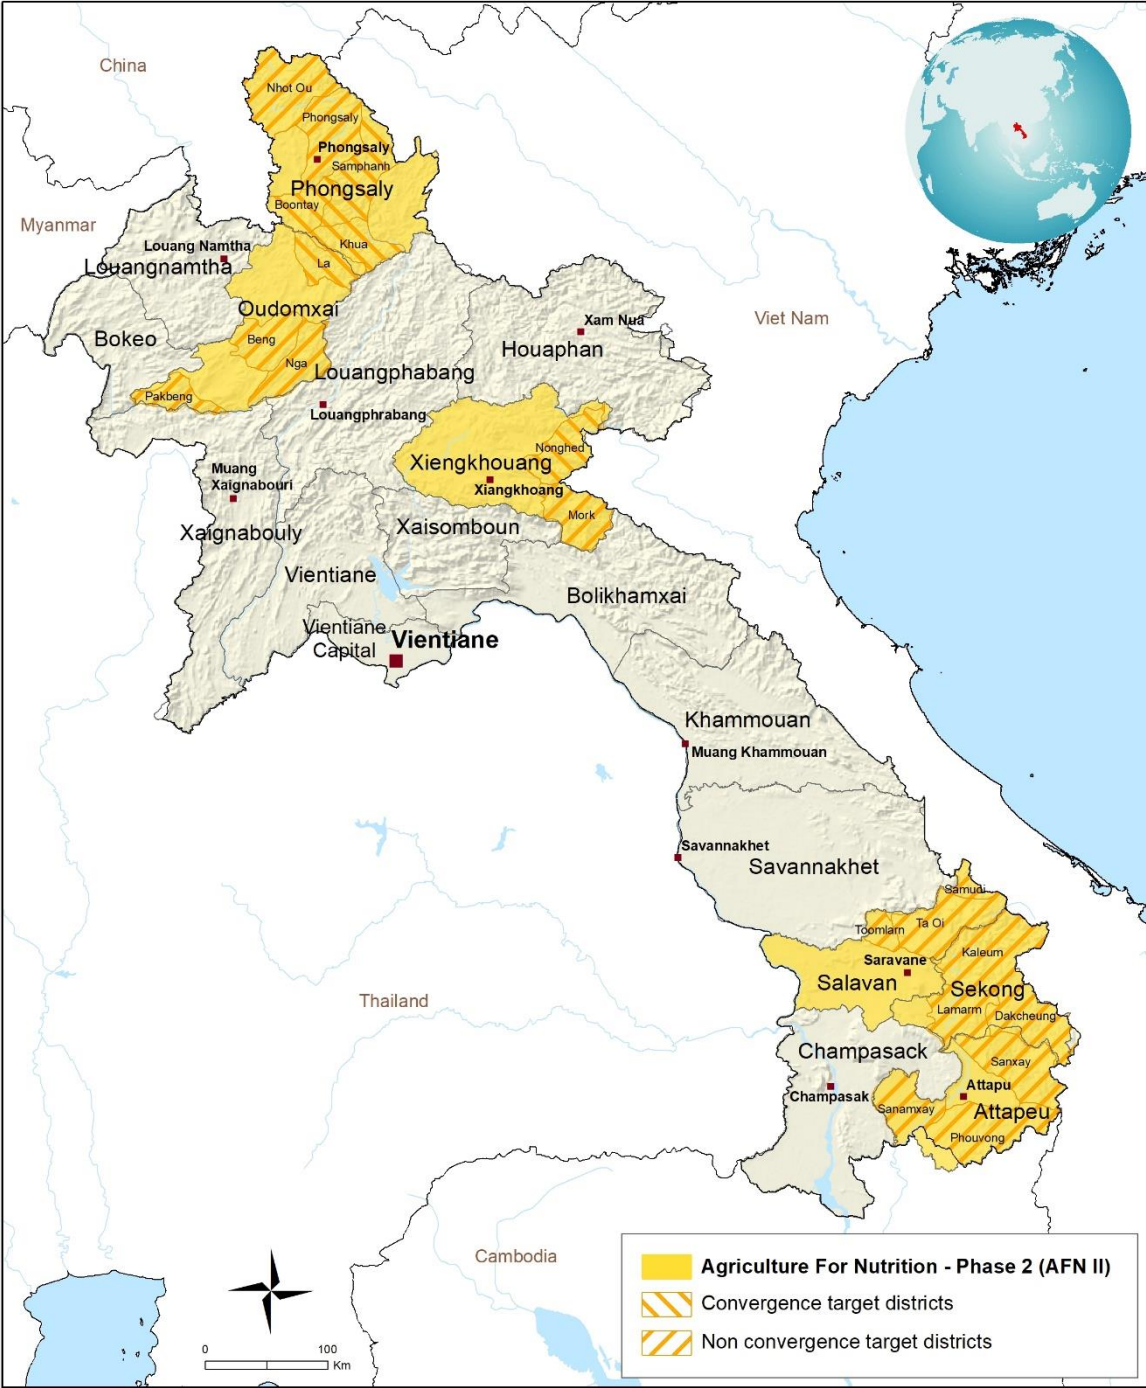 China
Nhot Ou
Phongsaly
Phongsaly
Samphanh
Phongsaly
Boontay
Myanmar
Khua
Louang Namtha
Louangnamtha
La
Oudomxai
Viet Nam
Xam Nua
Bokeo
Beng
Houaphan
Nga
Louangphabang
Pakbeng
Louangphrabang
Nonghed
Xiengkhouang
Muang
Xaignabouri
Xiangkhoang
Mork
Xaignabouly
Xaisomboun
Vientiane
Bolikhamxai
Vientiane
Capital
Vientiane
Khammouan
Muang Khammouan
Savannakhet
Savannakhet
Samudi...
Toomlarn
Ta Oi
Kaleum
Saravane
Salavan
Sekong
Thailand
Lamarm
Dakcheung
Champasack
Sanxay
Attapu
Champasak
Sanamxay
Attapeu
Phouvong
Cambodia
Agriculture For Nutrition - Phase 2 (AFN II)
Convergence target districts
Non convergence target districts
0 100
Km